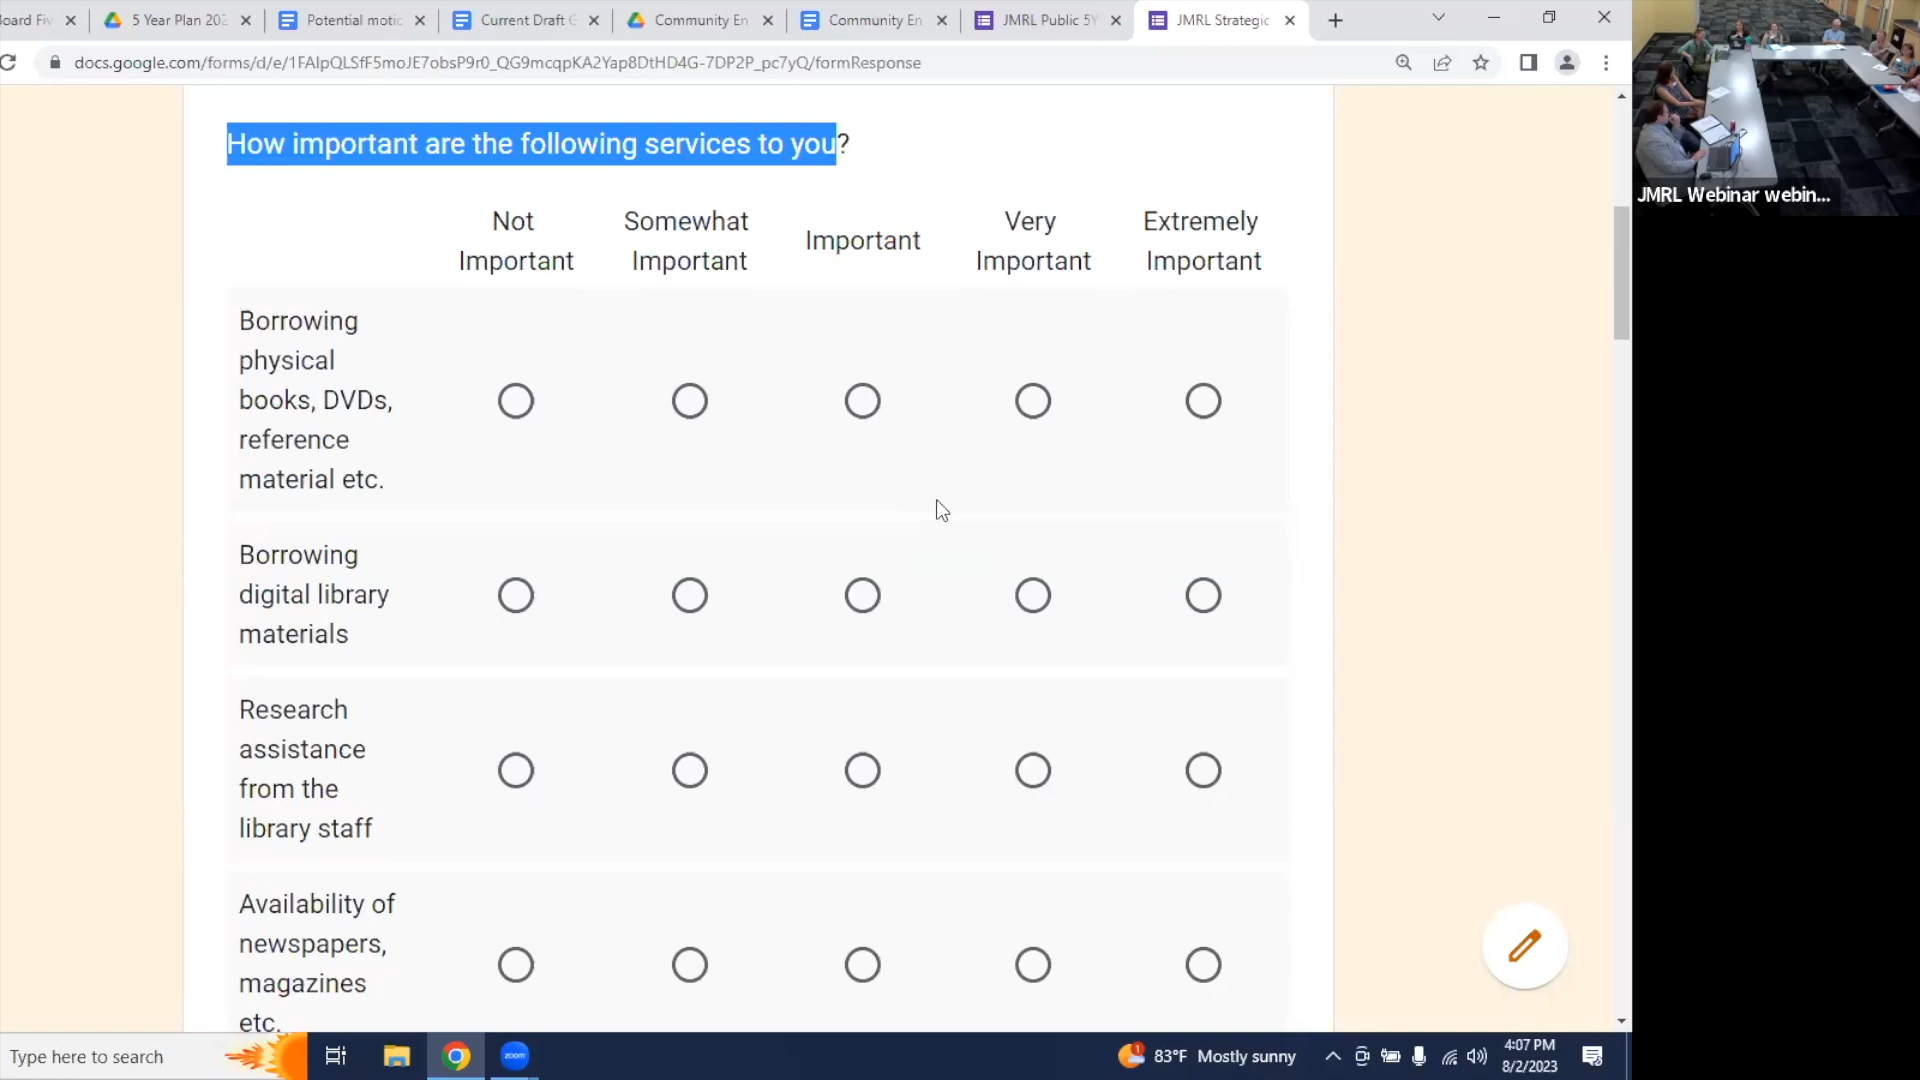 oard Fiv
5 Year Plan 202
Potential motic
Current Draft G
Community En
Community En
JMRL Public 5Y
JMRL Strategic
docs.google.com/forms/d/e/1FAIpQLSfF5moJE7obsP9r0_QG9mcqpKA2Yap8DtHD4G-7DP2P_pc7yQ/formResponse
JMRL Webinar webin...
How important are the following services to you?
Not Important
Somewhat Important
Important
Very Important
Extremely Important
Borrowing
physical
books, DVDs,
reference
material etc.
Borrowing
digital library
materials
Research
assistance
from the
library staff
Availability of
newspapers,
magazines
etc.
Type here to search
zoom
1
83°F Mostly sunny
4:07 PM
8/2/2023